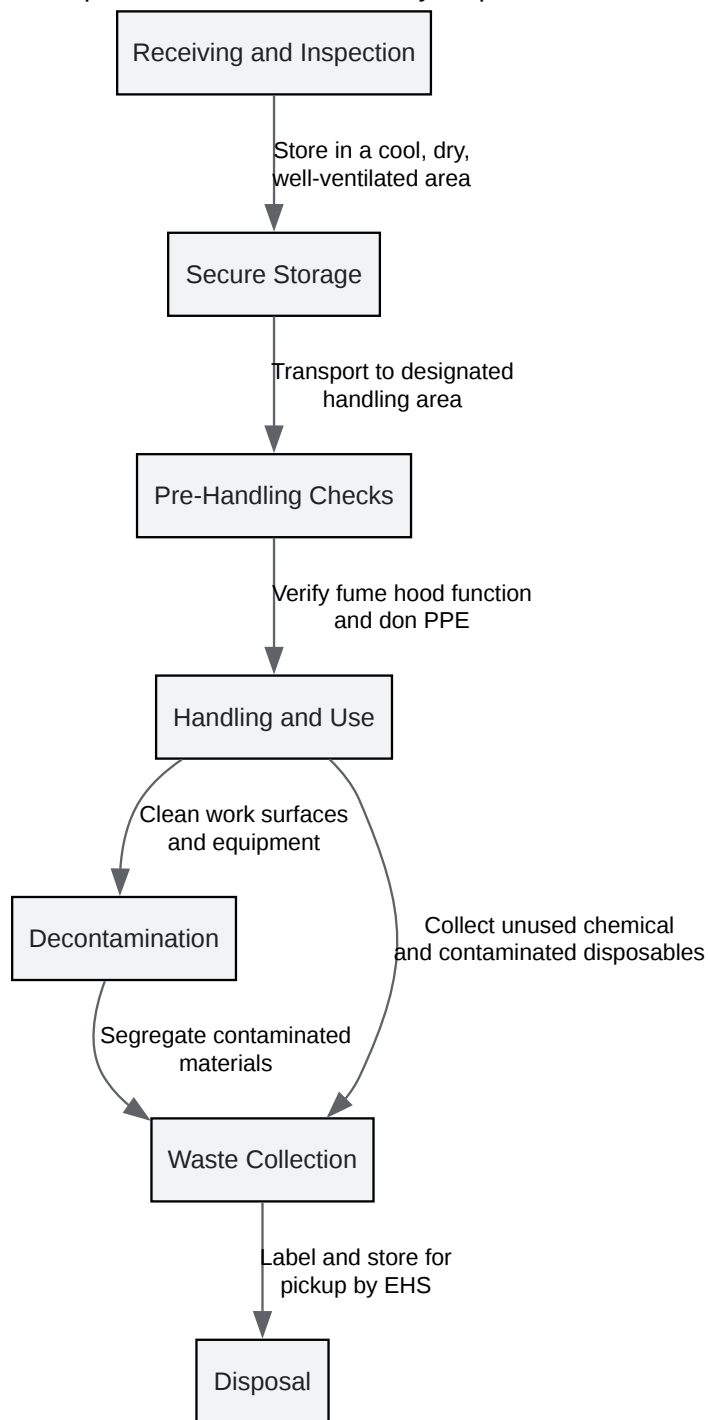 Receiving and Inspection
Store in a cool, dry,
well-ventilated area
Secure Storage
Transport to designated
handling area
Pre-Handling Checks
Verify fume hood function
and don PPE
Handling and Use
Clean work surfaces
and equipment
Decontamination
Collect unused chemical
and contaminated disposables
Segregate contaminated
materials
Waste Collection
Label and store for
pickup by EHS
Disposal